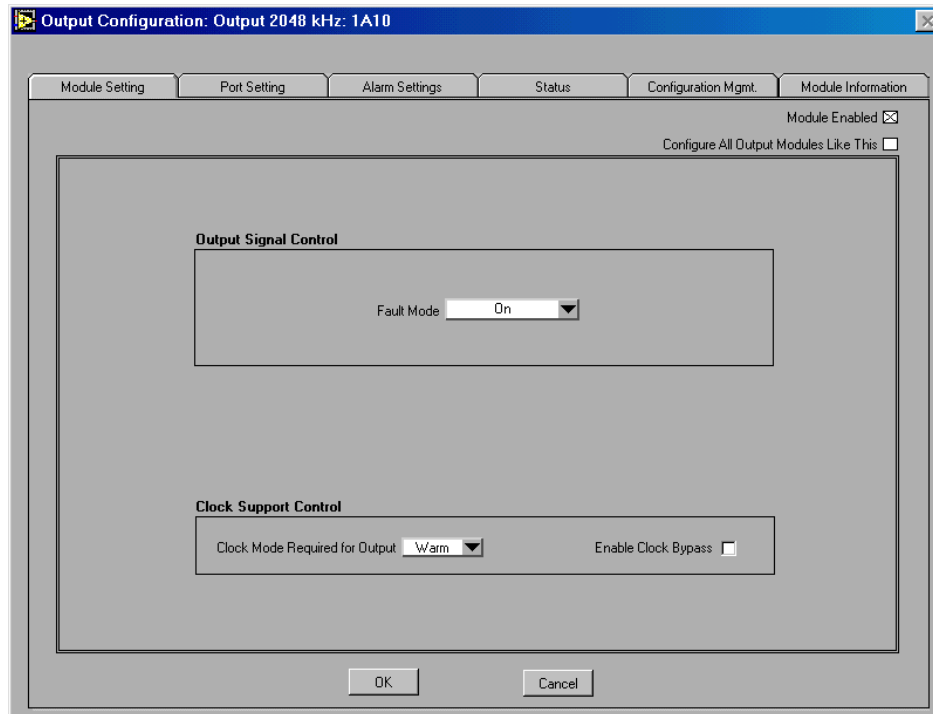 Output Configuration: Output 2048 kHz: 1A10
Module Setting
Port Setting
Alarm Settings
Status
Configuration Mgmt.
Module Information
Module Enabled
Configure All Output Modules Like This
Output Signal Control
Fault Mode On
Clock Support Control
Clock Mode Required for Output Warm Enable Clock Bypass
OK Cancel